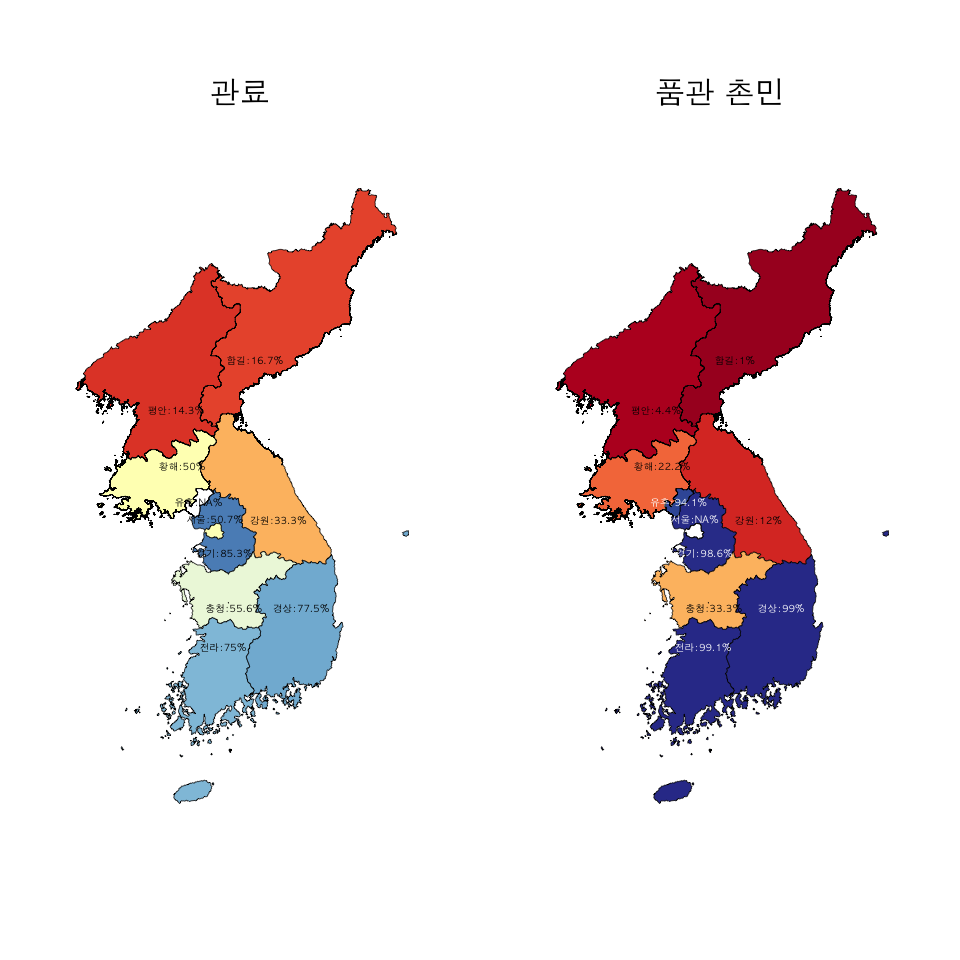 관료
품관 촌민
함길:16.7%
평안:14.3%
황해:50%
유후:NA%
서울:50.7%
강원:33.3%
경기:85.3%
충청:55.6%
경상:77.5%
전라:75%
함길:1%
평안:4.4%
황해:22.2%
유후:94.1%
서울:NA%
강원:12%
경기:98.6%
충청:33.3%
경상:99%
전라:99.1%